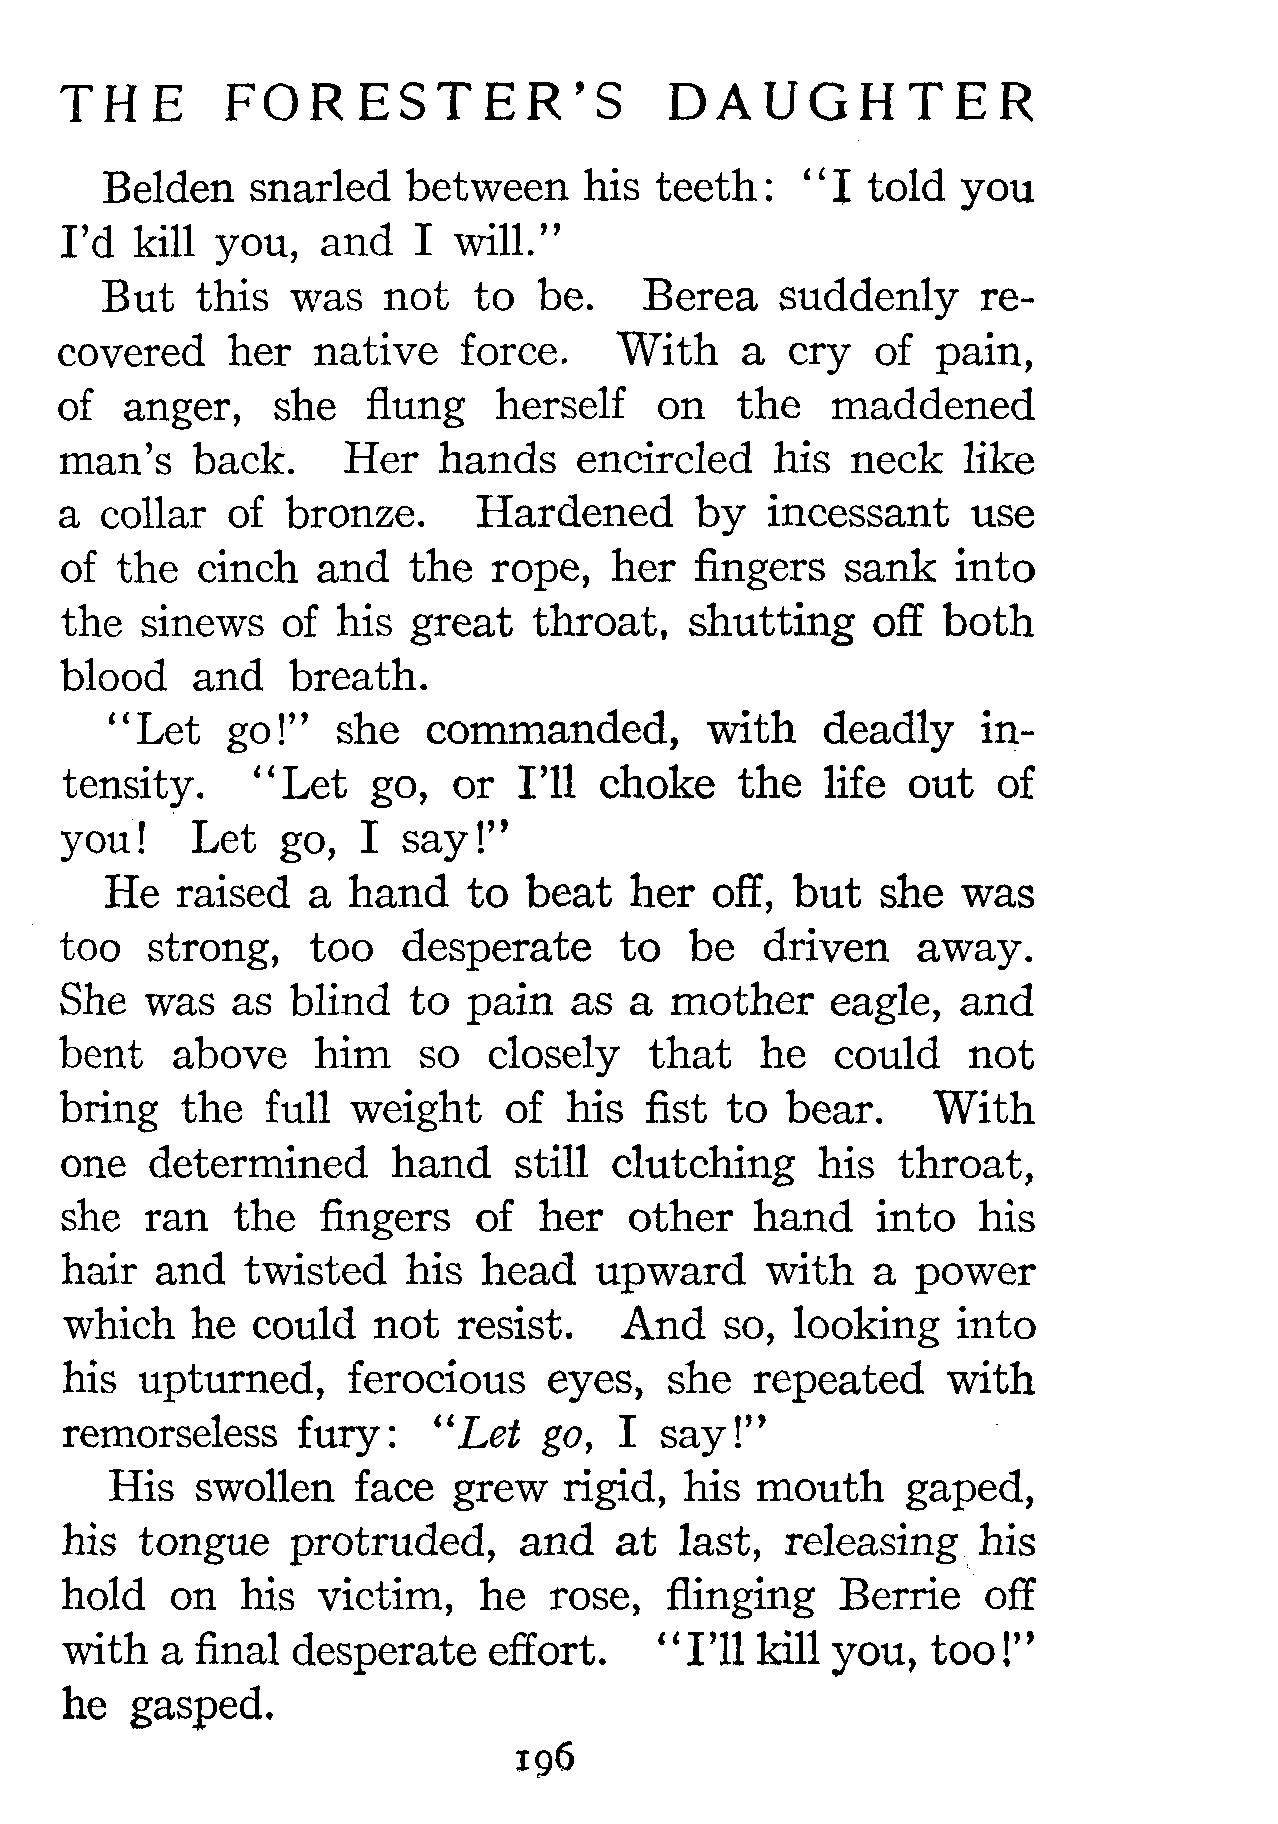 THE FORESTER'S DAUGHTER
Belden snarled between his teeth: "I told you
I'd kill you, and I will."
But this was not to be. Berea suddenly re-
covered her native force. With a cry of pain,
of anger, she flung herself on the maddened
man's back. Her hands encircled his neck like
a collar of bronze. Hardened by incessant use
of the cinch and the rope, her fingers sank into
the sinews of his great throat, shutting off both
blood and breath.
"Let go!" she commanded, with deadly in-
tensity. "Let go, or I'll choke the life out of
you! Let go, I say!"
He raised a hand to beat her off, but she was
too strong, too desperate to be driven away.
She was as blind to pain as a mother eagle, and
bent above him so closely that he could not
bring the full weight of his fist to bear. With
one determined hand still clutching his throat,
she ran the fingers of her other hand into his
hair and twisted his head upward with a power
which he could not resist. And so, looking into
his upturned, ferocious eyes, she repeated with
remorseless fury: "Let go, I say!"
His swollen face grew rigid, his mouth gaped,
his tongue protruded, and at last, releasing his
hold on his victim, he rose, flinging Berrie off
with a final desperate effort. "I'll kill you, too!"
he gasped.
196